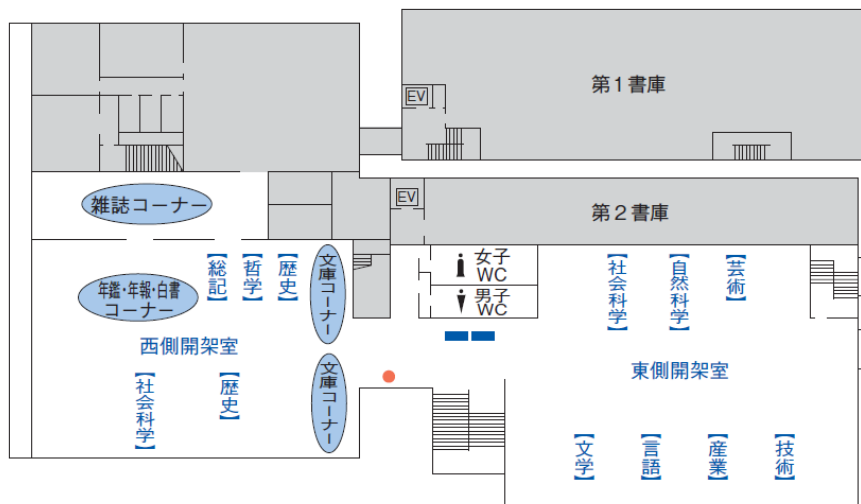 第1書庫
EV
EV
第2書庫
雑誌コーナー
女子
WC
男子
WC
年鑑・年報・白書
コーナー
【総記】
【哲学】
【歴史】
文庫コーナー
【社会科学】
【自然科学】
【芸術】
西側開架室
東側開架室
【社会科学】
【歴史】
文庫コーナー
【文学】
【言語】
【産業】
【技術】